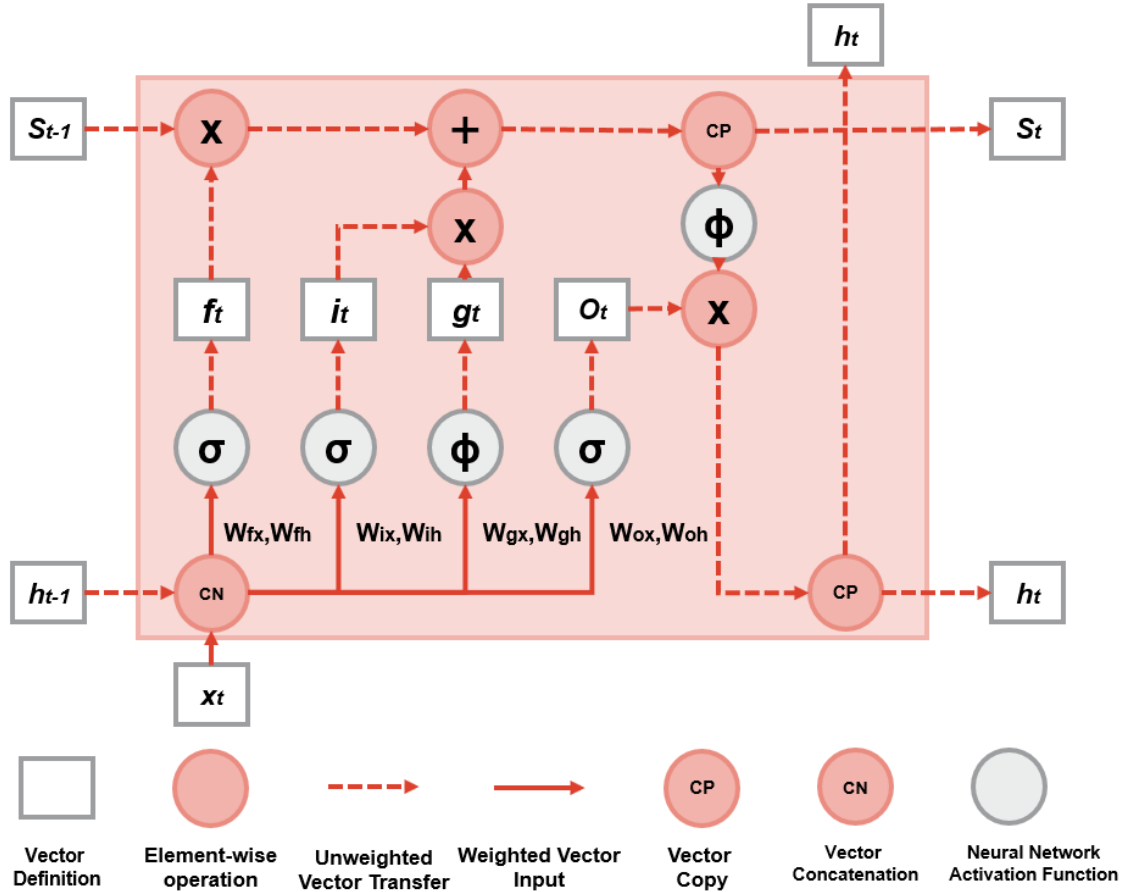 ht
St-1
x
+
CP
St
x
ϕ
ft
it
gt
Ot
x
σ
σ
ϕ
σ
Wfx,Wfh
Wix,Wih
Wgx,Wgh
Wox,Woh
ht-1
CN
CP
ht
xt
CP
CN
Vector
Definition
Element-wise
operation
Unweighted
Vector Transfer
Weighted Vector
Input
Vector
Copy
Vector
Concatenation
Neural Network
Activation Function